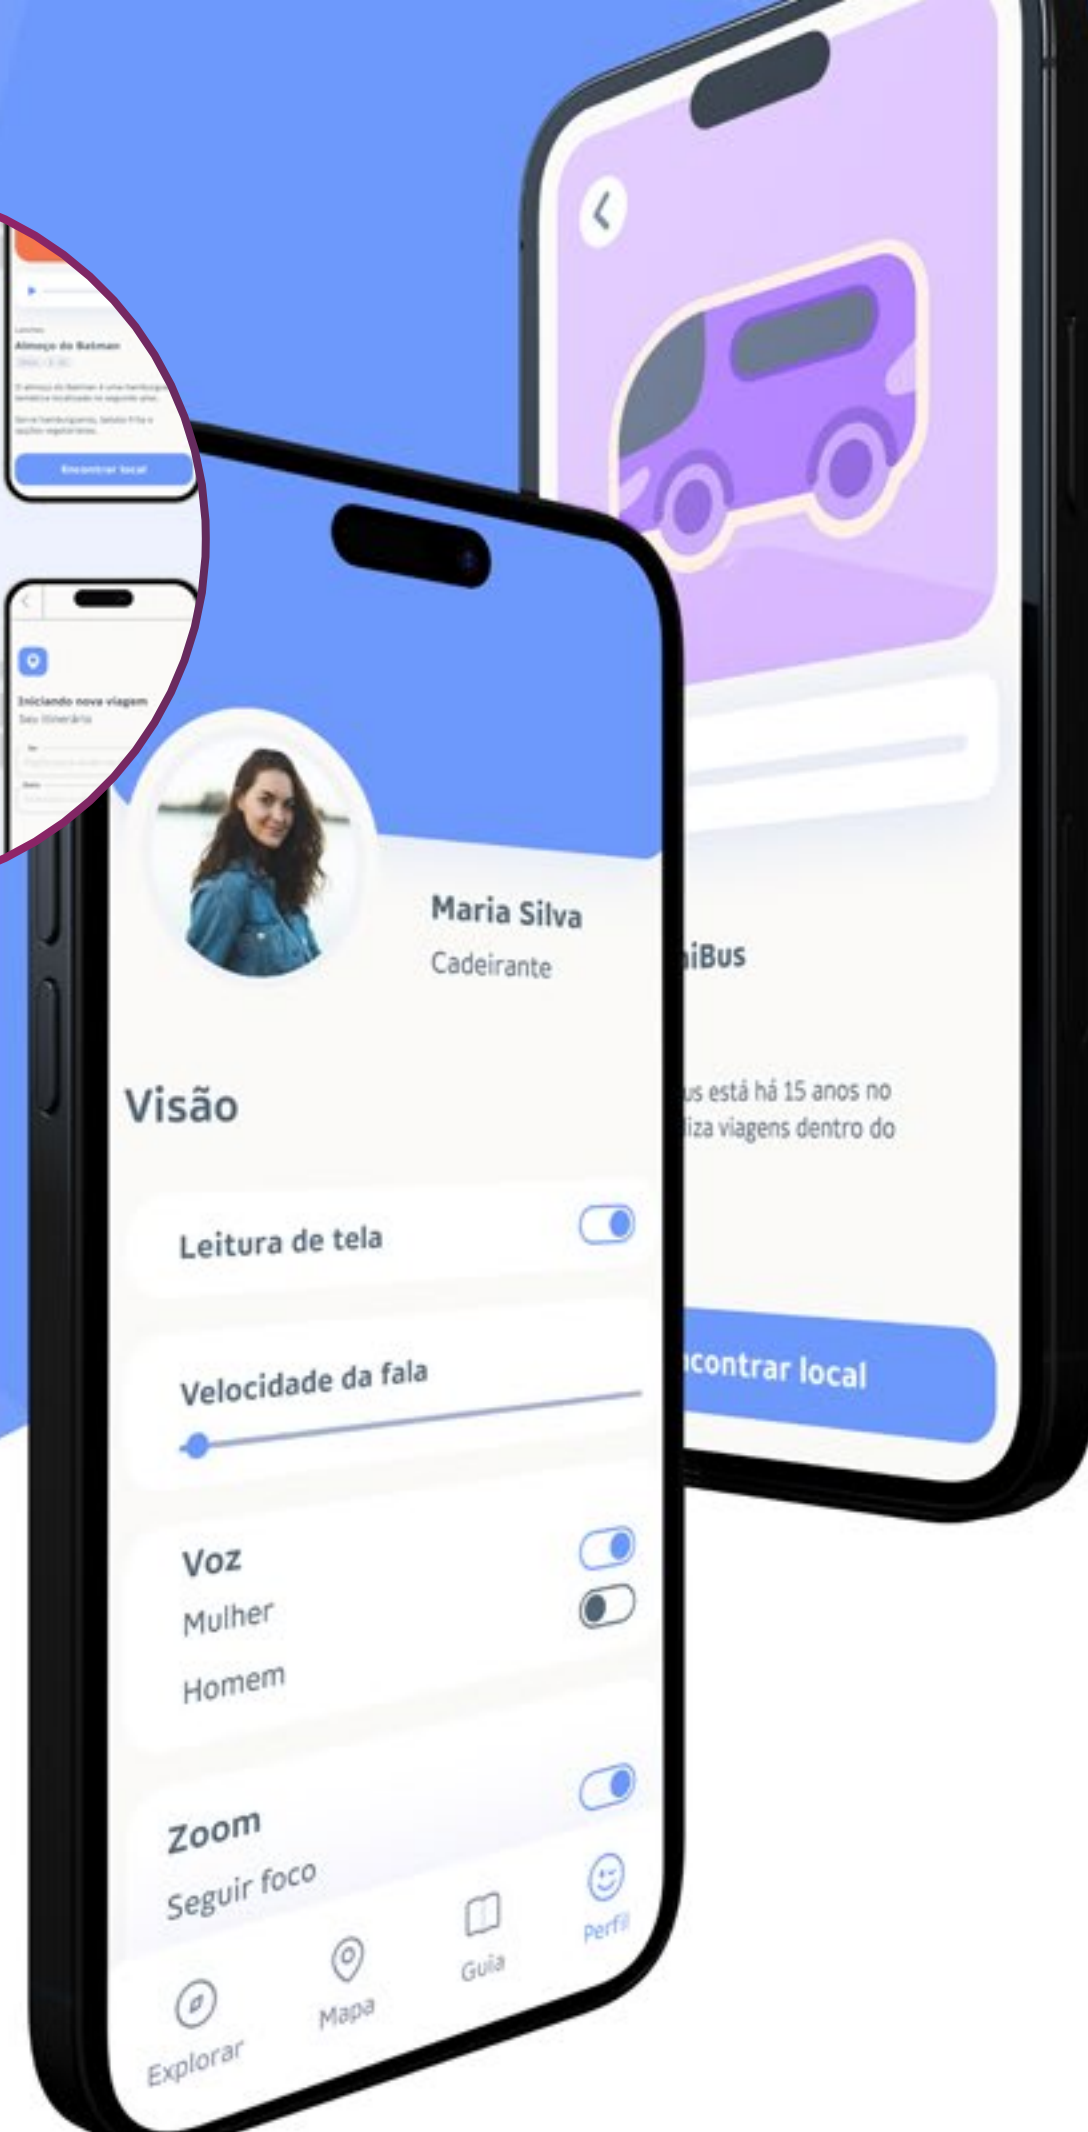 Almoço do Batman
Encontrar local
Iniciando nova viagem
Seu itinerário
Maria Silva
Cadeirante
Visão
Leitura de tela
Velocidade da fala
Voz
Mulher
Homem
Zoom
Seguir foco
Explorar
Mapa
Guia
Perfil
iBus
us está há 15 anos no
liza viagens dentro do
contrar local